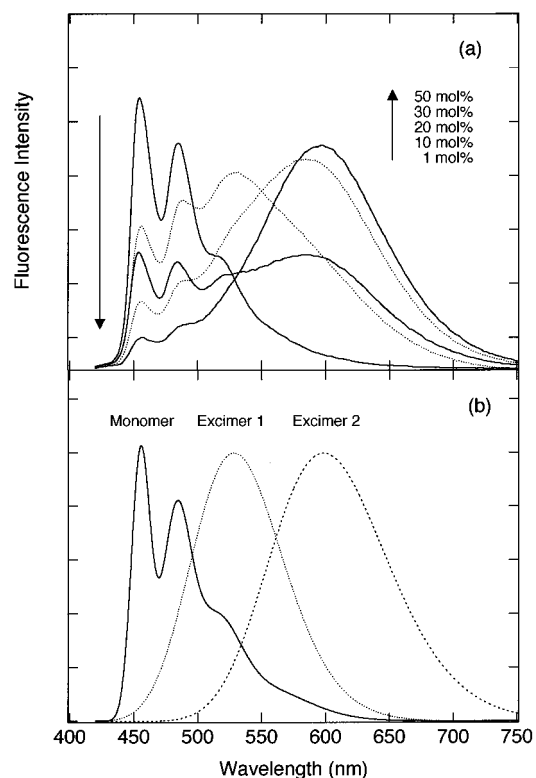 (a)
50 mol%
30 mol%
20 mol%
10 mol%
1 mol%
Fluorescence Intensity
(b)
Monomer Excimer 1 Excimer 2
400 450 500 550 600 650 700 750
Wavelength (nm)